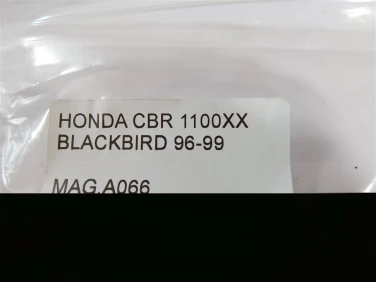 HONDA CBR 1100XX
BLACKBIRD 96-99
MAG.A066